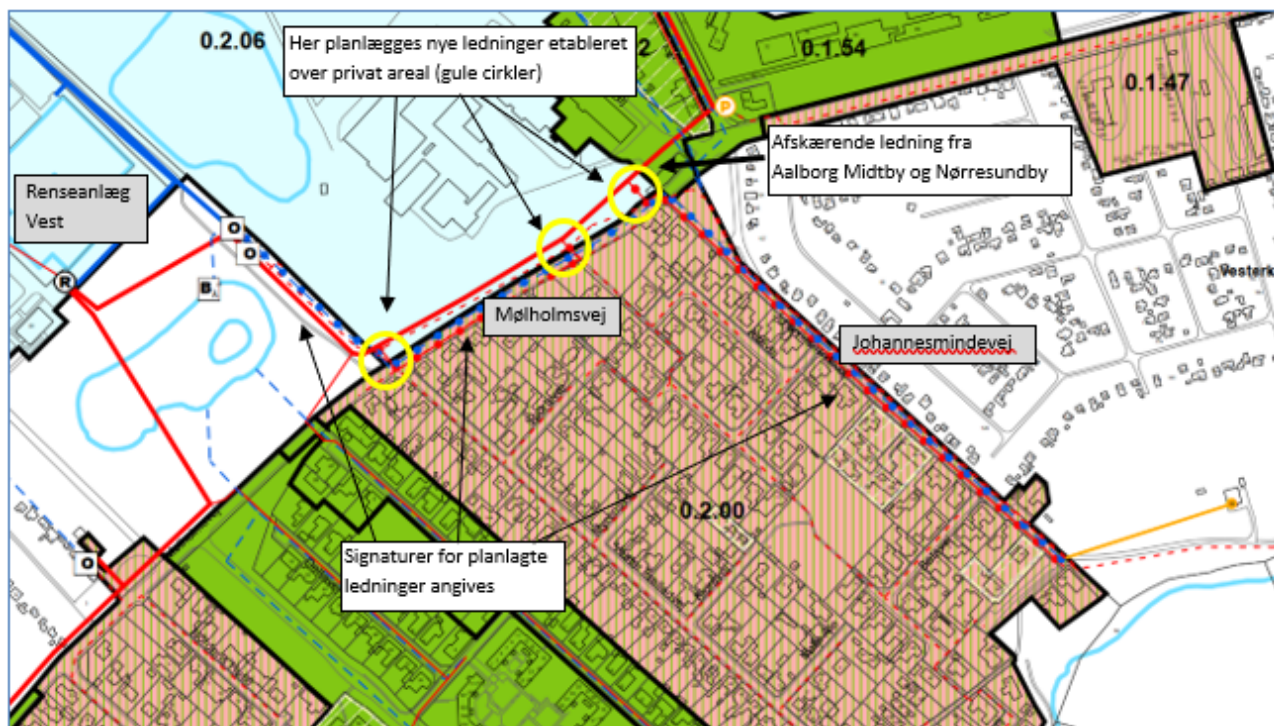 0.2.06
Her planlægges nye ledninger etableret
over privat areal (gule cirkler)
2
0.1.54
0.1.47
P
Afskærende ledning fra
Aalborg Midtby og Nørresundby
Renseanlæg
Vest
O
O
R
B
Mølholmsvej
Johannesmindevej
Vesterk
0.2.00
O
Signaturer for planlagte
ledninger angives